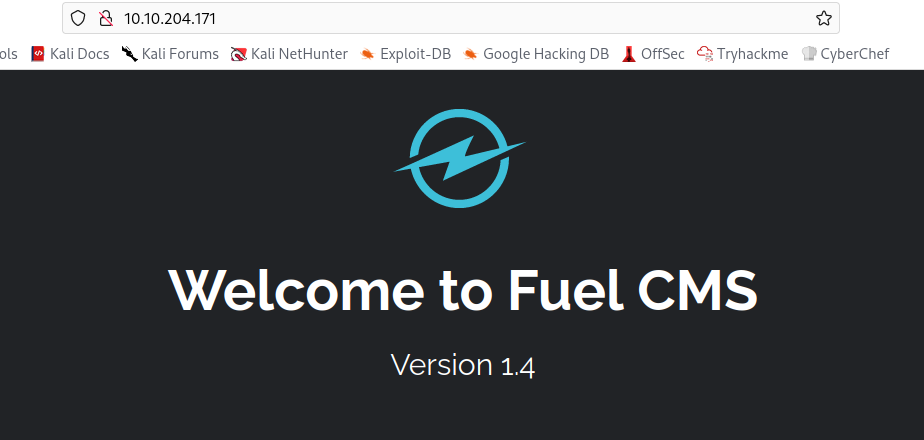 10.10.204.171
ols Kali Docs Kali Forums Kali NetHunter Exploit-DB Google Hacking DB OffSec Tryhackme CyberChef
Welcome to Fuel CMS
Version 1.4